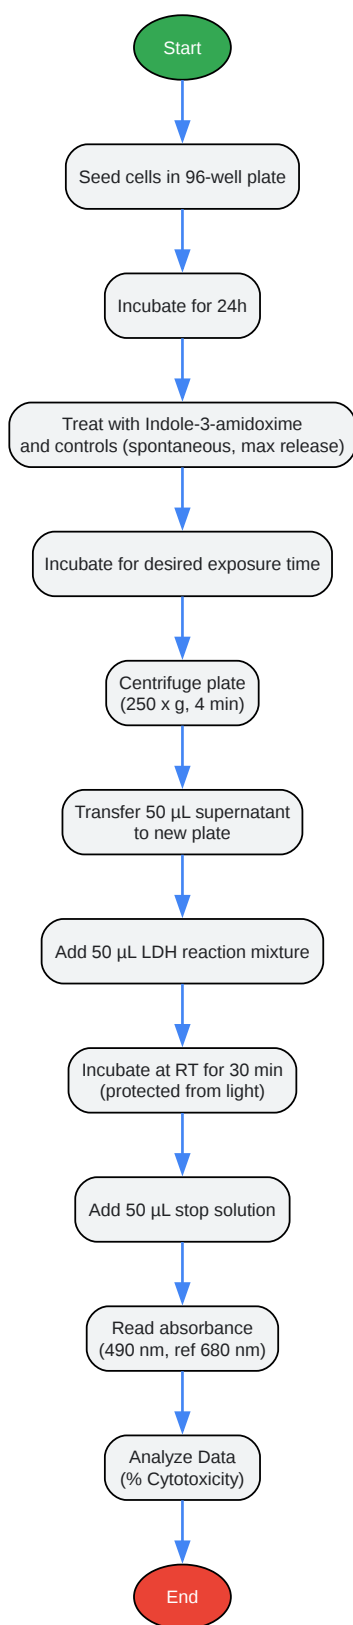 Start
Seed cells in 96-well plate
Incubate for 24h
Treat with Indole-3-amidoxime
and controls (spontaneous, max release)
Incubate for desired exposure time
Centrifuge plate
(250 x g, 4 min)
Transfer 50 µL supernatant
to new plate
Add 50 µL LDH reaction mixture
Incubate at RT for 30 min
(protected from light)
Add 50 µL stop solution
Read absorbance
(490 nm, ref 680 nm)
Analyze Data
(% Cytotoxicity)
End